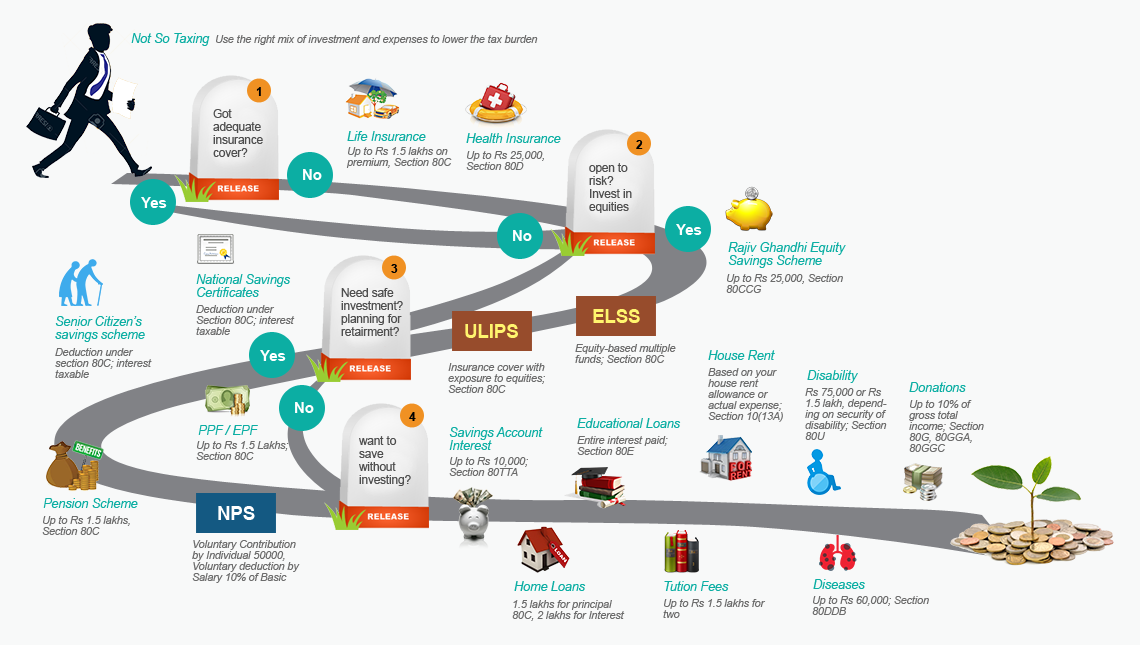 Not So Taxing Use the right mix of investment and expenses to lower the tax burden
1
Got
adequate
insurance
cover?
RELEASE
Yes
No
Life Insurance
Up to Rs 1.5 lakhs on
premium, Section 80C
Health Insurance
Up to Rs 25,000,
Section 80D
2
open to
risk?
Invest in
equities
RELEASE
No
Yes
Rajiv Ghandhi Equity
Savings Scheme
Up to Rs 25,000, Section
80CCG
ELSS
Equity-based multiple
funds; Section 80C
ULIPS
Insurance cover with
exposure to equities;
Section 80C
3
Need safe
investment?
planning for
retairment?
RELEASE
Yes
No
National Savings
Certificates
Deduction under
Section 80C; interest
taxable
Senior Citizen's
savings scheme
Deduction under
section 80C; interest
taxable
PPF / EPF
Up to Rs 1.5 Lakhs;
Section 80C
BENEFITS
Pension Scheme
Up to Rs 1.5 lakhs,
Section 80C
NPS
Voluntary Contribution
by Individual 50000,
Voluntary deduction by
Salary 10% of Basic
4
want to
save
without
investing?
RELEASE
Savings Account
Interest
Up to Rs 10,000;
Section 80TTA
Educational Loans
Entire interest paid;
Section 80E
House Rent
Based on your
house rent
allowance or
actual expense;
Section 10(13A)
FOR
RENT
Disability
Rs 75,000 or Rs
1.5 lakh, depend-
ing on security of
disability; Section
80U
Donations
Up to 10% of
gross total
income; Section
80G, 80GGA,
80GGC
LOAN
Home Loans
1.5 lakhs for principal
80C, 2 lakhs for Interest
Tution Fees
Up to Rs 1.5 lakhs for
two
Diseases
Up to Rs 60,000; Section
80DDB